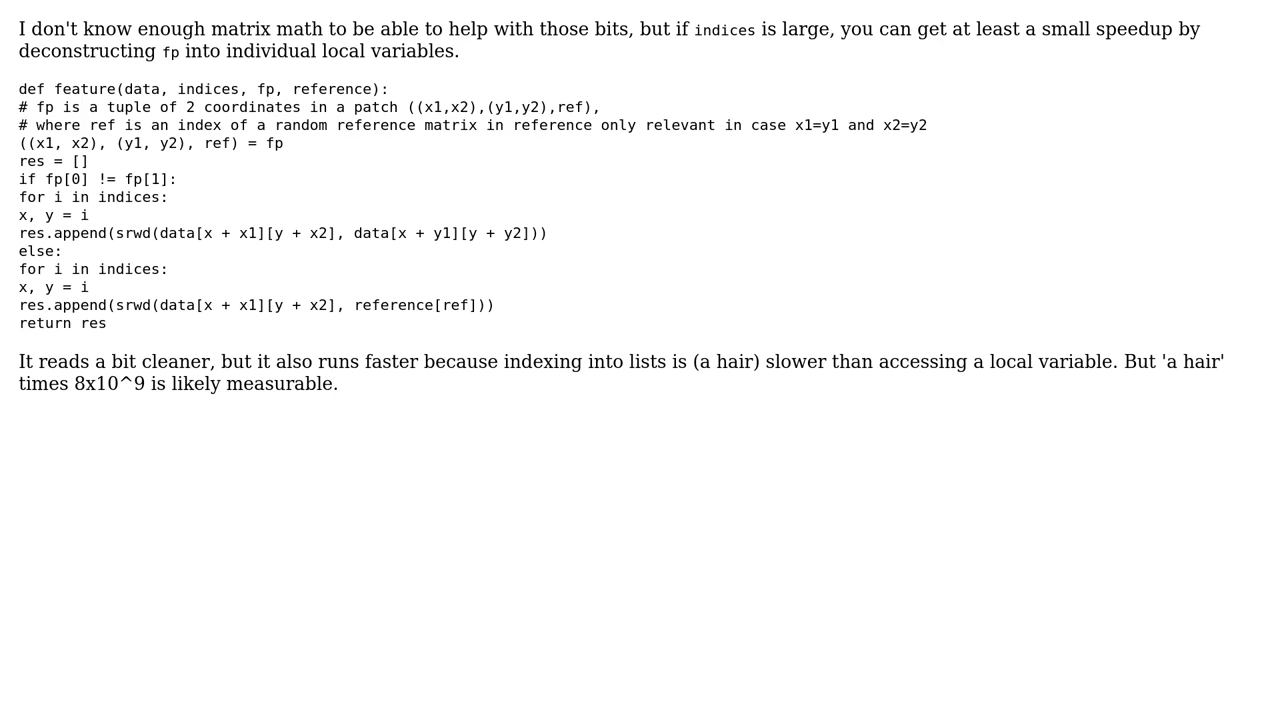 I don't know enough matrix math to be able to help with those bits, but if indices is large, you can get at least a small speedup by
deconstructing fp into individual local variables.
def feature(data, indices, fp, reference):
# fp is a tuple of 2 coordinates in a patch ((x1,x2),(y1,y2),ref),
# where ref is an index of a random reference matrix in reference only relevant in case x1=y1 and x2=y2
((x1, x2), (y1, y2), ref) = fp
res = []
if fp[0] != fp[1]:
for i in indices:
x, y = i
res.append(srwd(data[x + x1][y + x2], data[x + y1][y + y2]))
else:
for i in indices:
x, y = i
res.append(srwd(data[x + x1][y + x2], reference[ref]))
return res
It reads a bit cleaner, but it also runs faster because indexing into lists is (a hair) slower than accessing a local variable. But 'a hair'
times 8x10^9 is likely measurable.